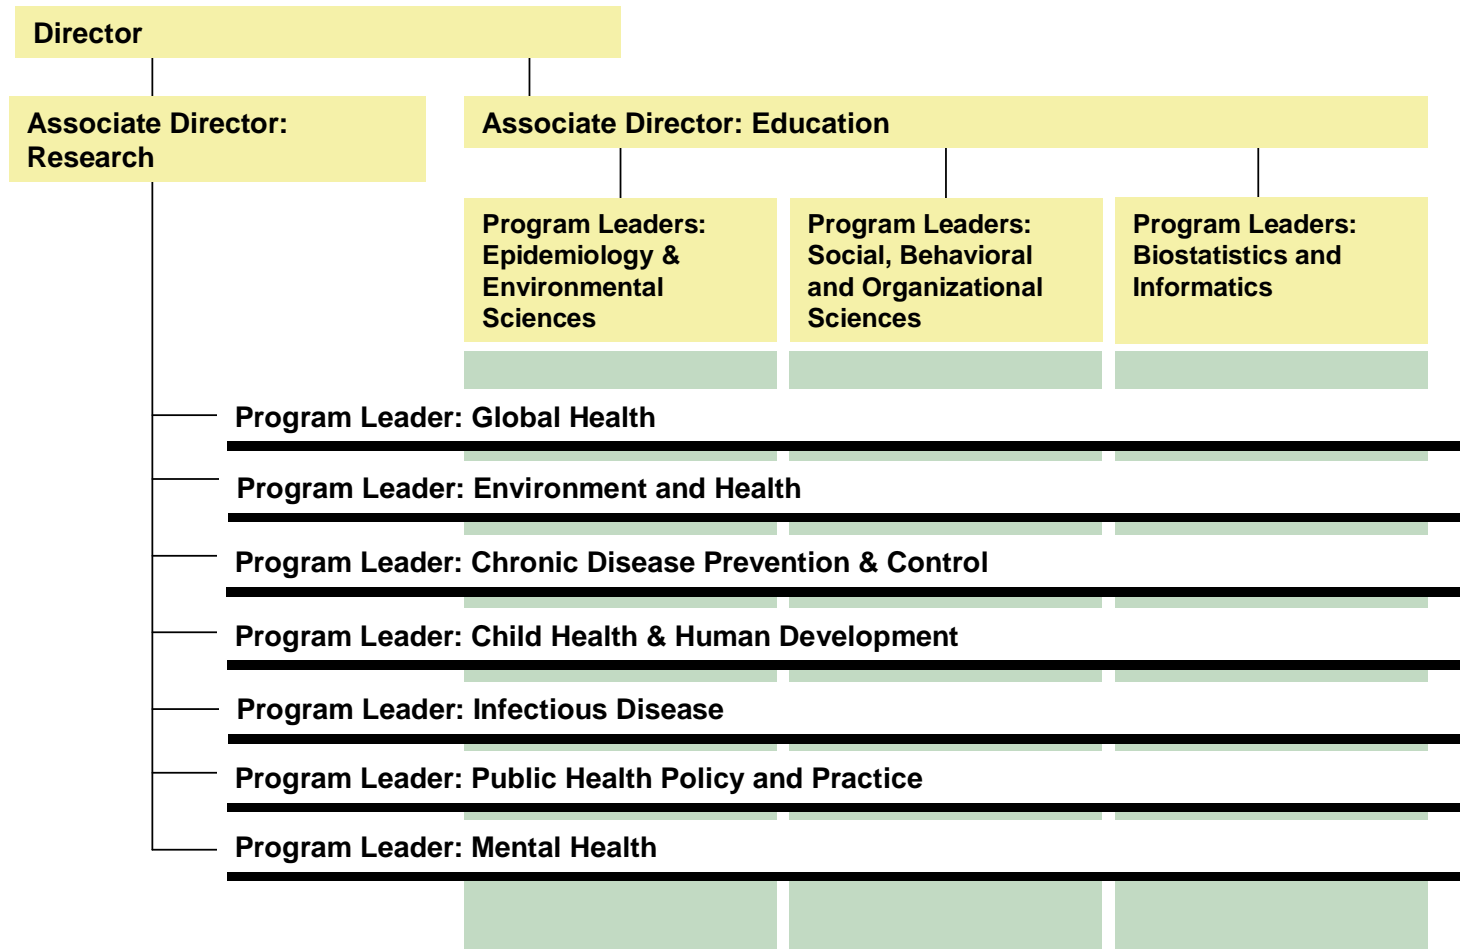 Director
Associate Director:
Research
Associate Director: Education
Program Leaders:
Epidemiology &
Environmental
Sciences
Program Leaders:
Social, Behavioral
and Organizational
Sciences
Program Leaders:
Biostatistics and
Informatics
Program Leader: Global Health
Program Leader: Environment and Health
Program Leader: Chronic Disease Prevention & Control
Program Leader: Child Health & Human Development
Program Leader: Infectious Disease
Program Leader: Public Health Policy and Practice
Program Leader: Mental Health